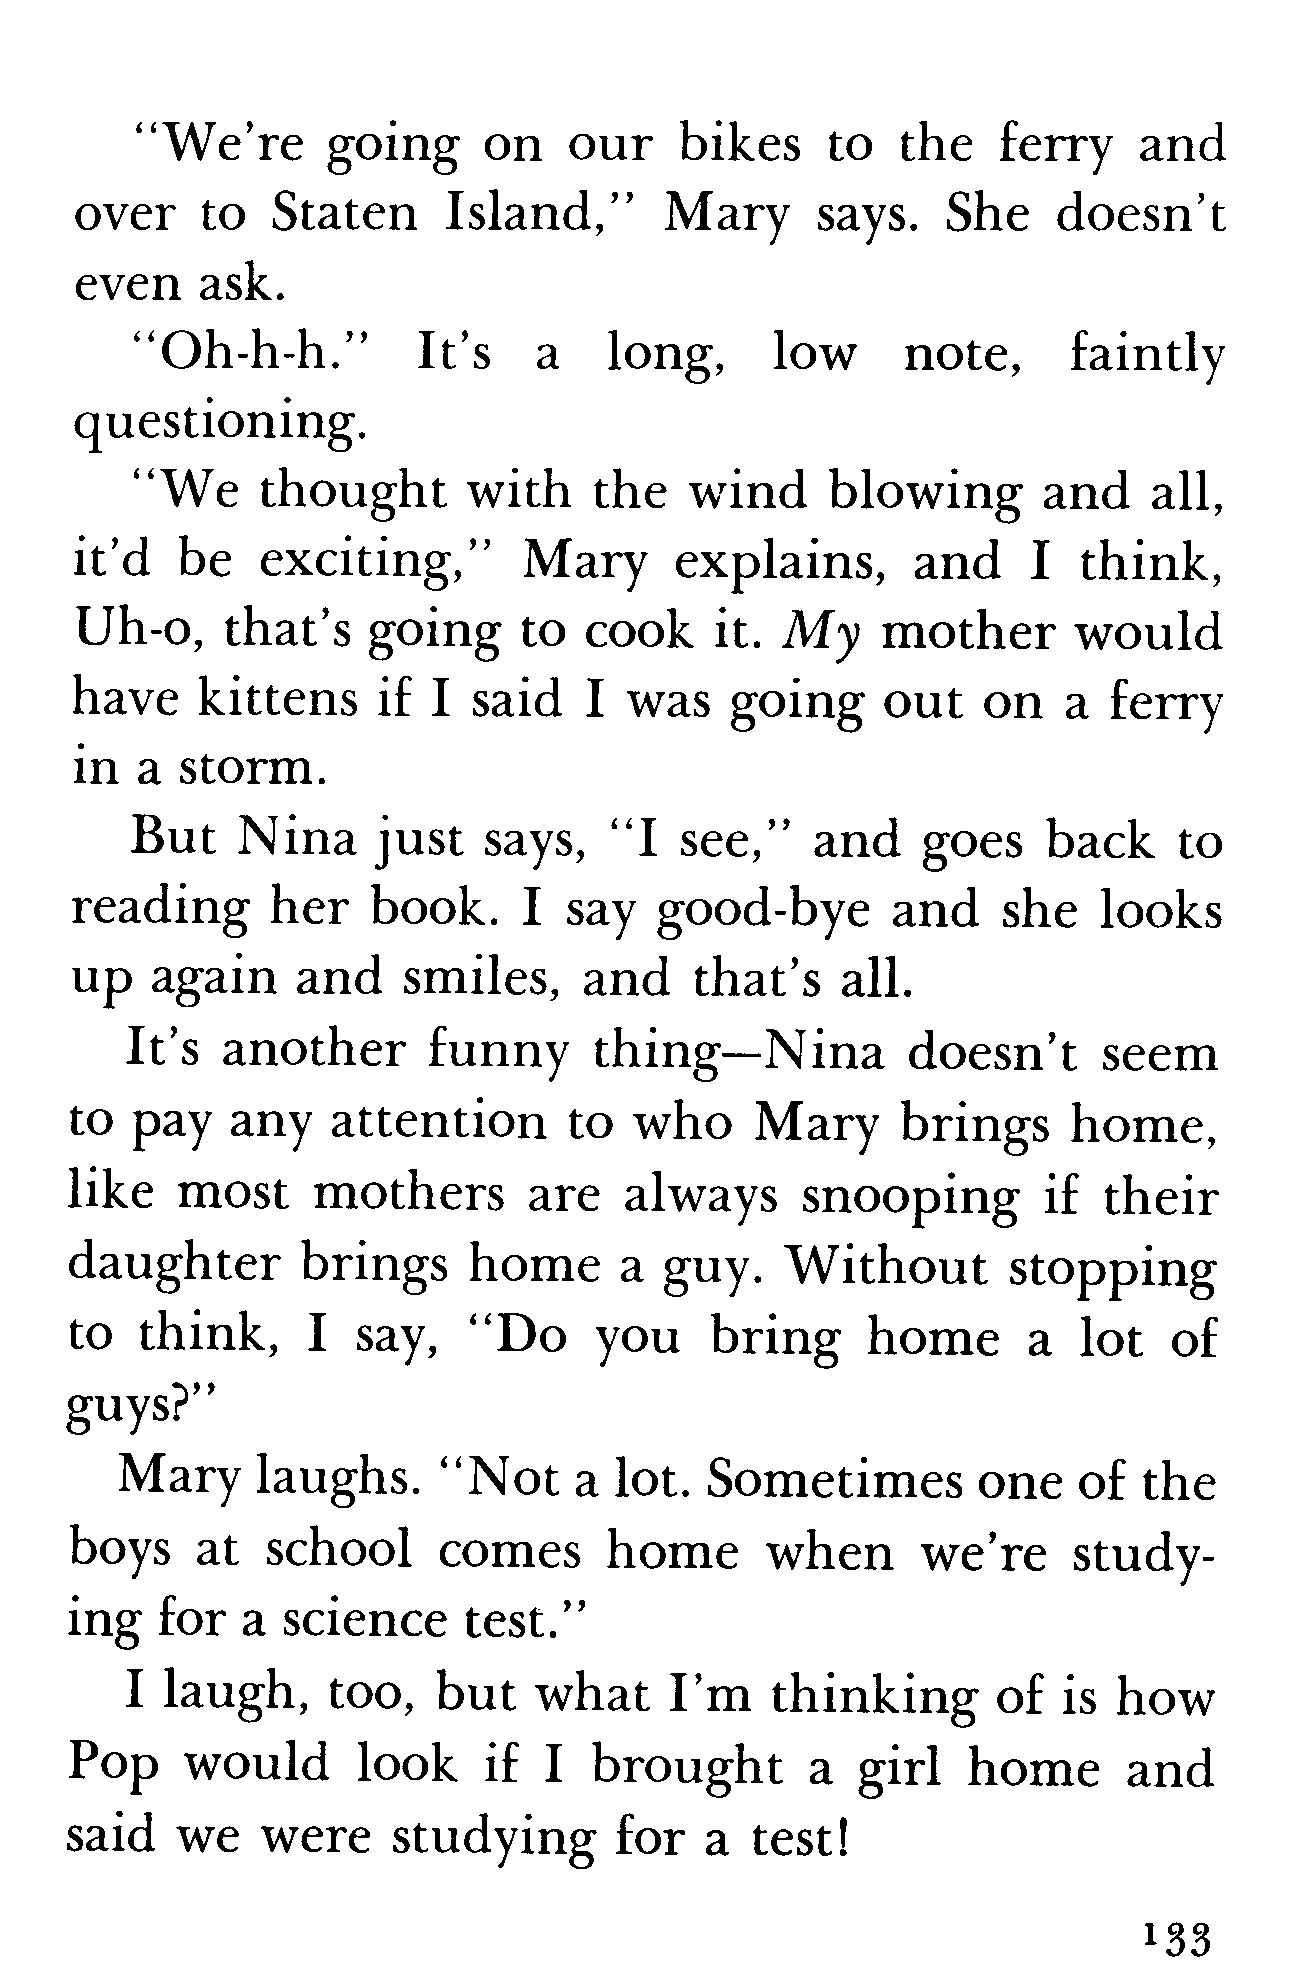 “We’re going on our bikes to the ferry and
over to Staten Island,” Mary says. She doesn’t
even ask.
“Oh-h-h.” It’s a long, low note, faintly
questioning.
“We thought with the wind blowing and all,
it’d be exciting,” Mary explains, and I think,
Uh-o, that’s going to cook it. My mother would
have kittens if I said I was going out on a ferry
in a storm.
But Nina just says, “I see,” and goes back to
reading her book. I say good-bye and she looks
up again and smiles, and that’s all.
It’s another funny thing—Nina doesn’t seem
to pay any attention to who Mary brings home,
like most mothers are always snooping if their
daughter brings home a guy. Without stopping
to think, I say, “Do you bring home a lot of
guys?”
Mary laughs. “Not a lot. Sometimes one of the
boys at school comes home when we’re study-
ing for a science test.”
I laugh, too, but what I’m thinking of is how
Pop would look if I brought a girl home and
said we were studying for a test!
133